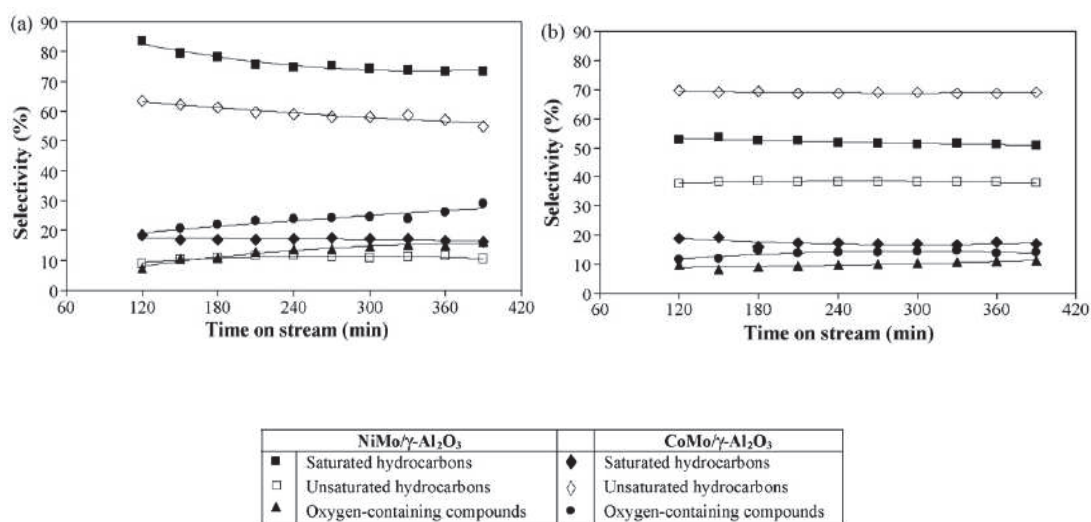 (a)
90
80
70
60
50
40
30
20
10
0
Selectivity (%)
60 120 180 240 300 360 420
Time on stream (min)
(b)
90
80
70
60
50
40
30
20
10
0
Selectivity (%)
60 120 180 240 300 360 420
Time on stream (min)
NiMo/γ-Al₂O₃ CoMo/γ-Al₂O₃
Saturated hydrocarbons Saturated hydrocarbons
Unsaturated hydrocarbons Unsaturated hydrocarbons
Oxygen-containing compounds Oxygen-containing compounds